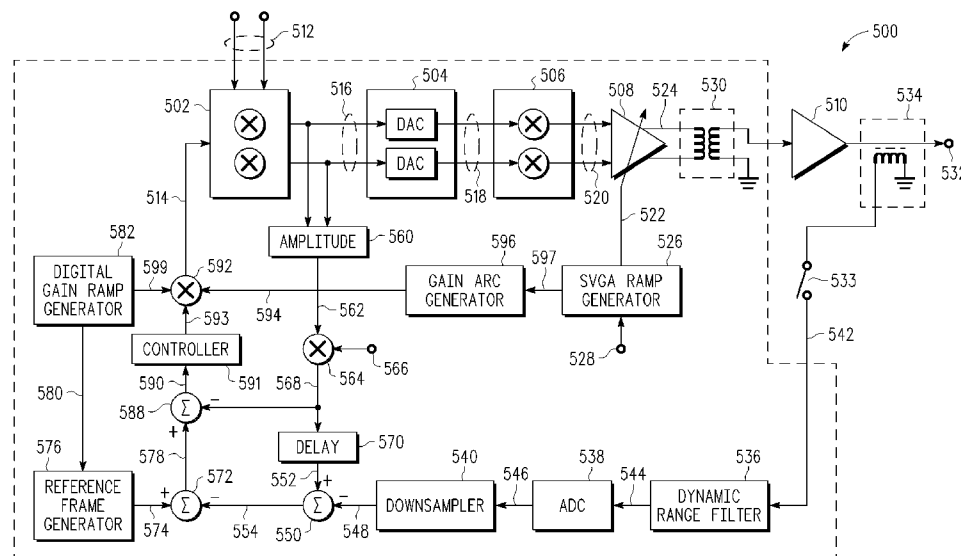 512
500
502
516
504
506
508
524
530
510
534
DAC
DAC
518
520
532
514
522
582
AMPLITUDE
560
596
526
DIGITAL
GAIN RAMP
GENERATOR
599
592
594
GAIN ARC
GENERATOR
597
SVGA RAMP
GENERATOR
533
593
562
528
542
CONTROLLER
591
564
566
580
590
568
588
Σ
−
+
DELAY
570
576
578
572
552
+
540
538
536
REFERENCE
FRAME
GENERATOR
+
574
Σ
−
554
Σ
550
−
548
DOWNSAMPLER
546
ADC
544
DYNAMIC
RANGE FILTER